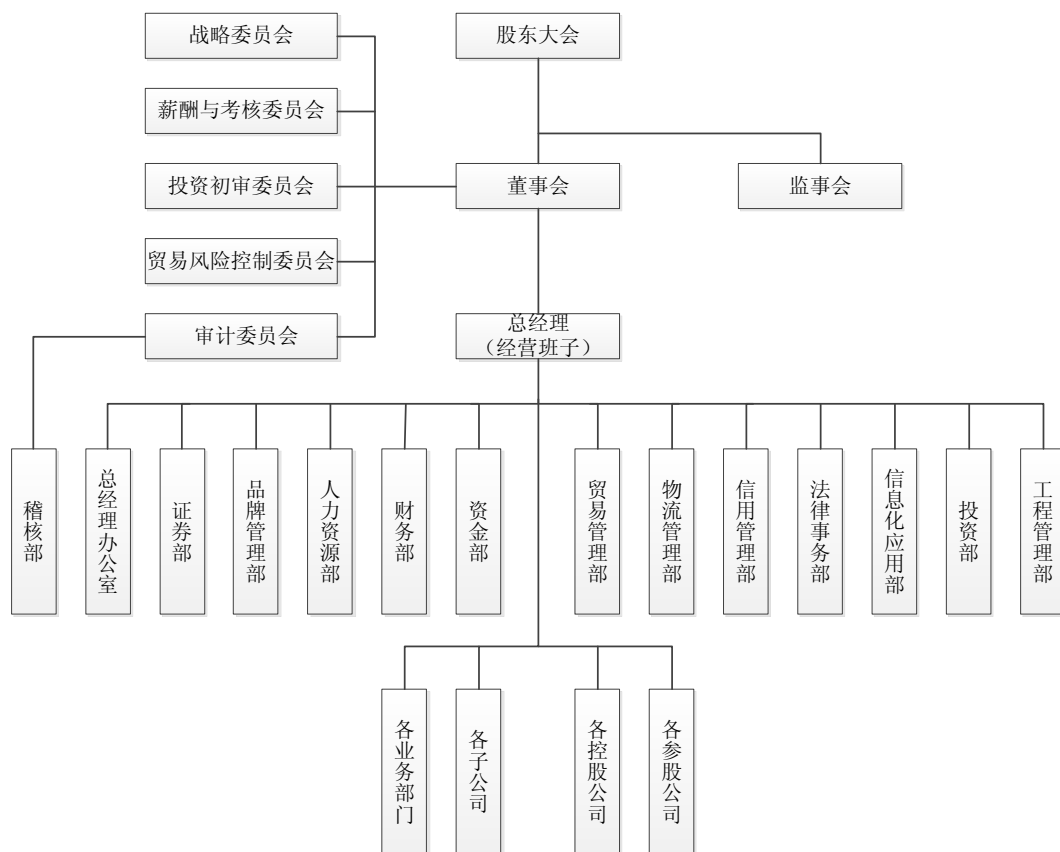 战略委员会
股东大会
薪酬与考核委员会
投资初审委员会
董事会
监事会
贸易风险控制委员会
审计委员会
总经理
（经营班子）
稽核部
总经理办公室
证券部
品牌管理部
人力资源部
财务部
资金部
贸易管理部
物流管理部
信用管理部
法律事务部
信息化应用部
投资部
工程管理部
各业务部门
各子公司
各控股公司
各参股公司